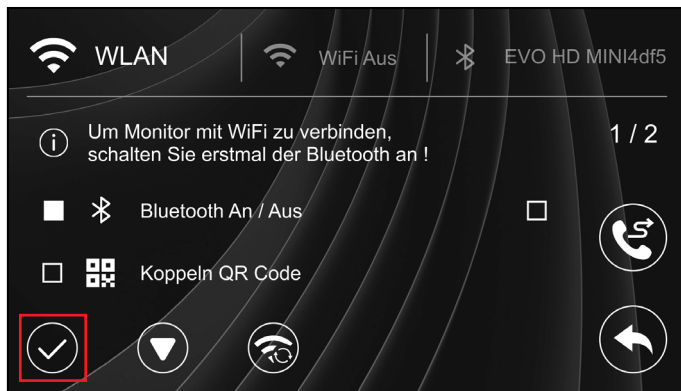 WLAN
WiFi Aus
EVO HD MINI4df5
Um Monitor mit WiFi zu verbinden,
schalten Sie erstmal der Bluetooth an !
1 / 2
Bluetooth An / Aus
Koppeln QR Code